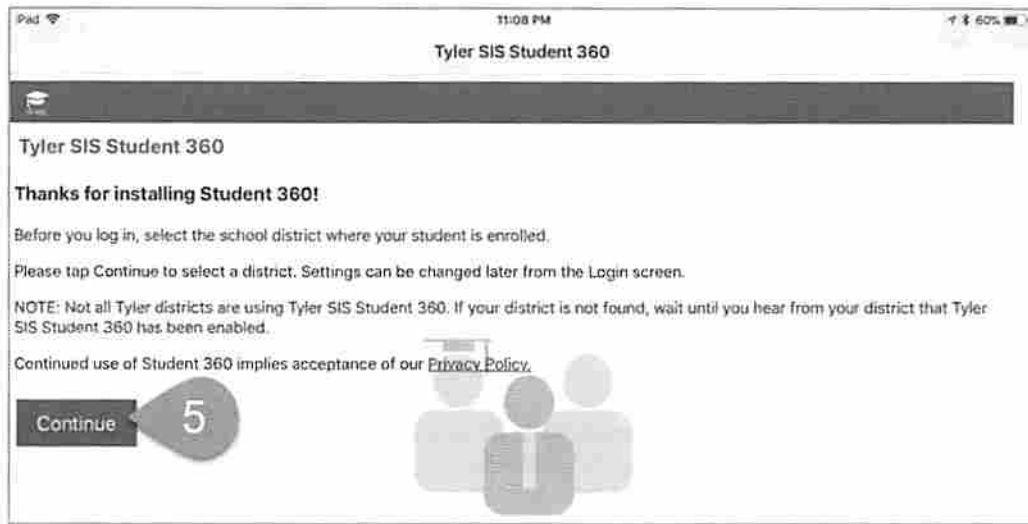 iPad
11:08 PM
60%
Tyler SIS Student 360
Tyler SIS Student 360
Thanks for installing Student 360!
Before you log in, select the school district where your student is enrolled.
Please tap Continue to select a district. Settings can be changed later from the Login screen.
NOTE: Not all Tyler districts are using Tyler SIS Student 360. If your district is not found, wait until you hear from your district that Tyler
SIS Student 360 has been enabled.
Continued use of Student 360 implies acceptance of our Privacy Policy.
Continue
5